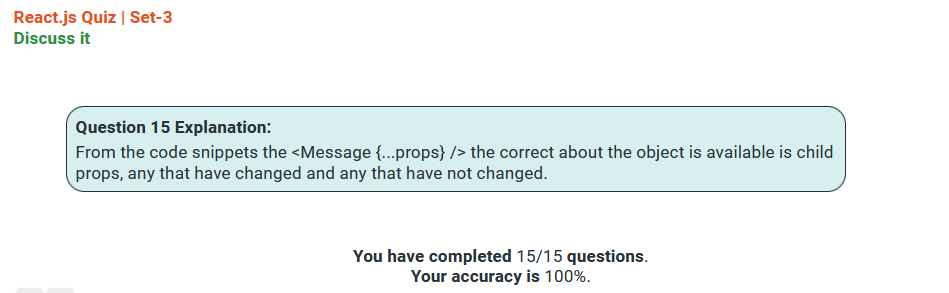 React.js Quiz | Set-3
Discuss it
Question 15 Explanation:
From the code snippets the <Message {...props} /> the correct about the object is available is child
props, any that have changed and any that have not changed.
You have completed 15/15 questions.
Your accuracy is 100%.